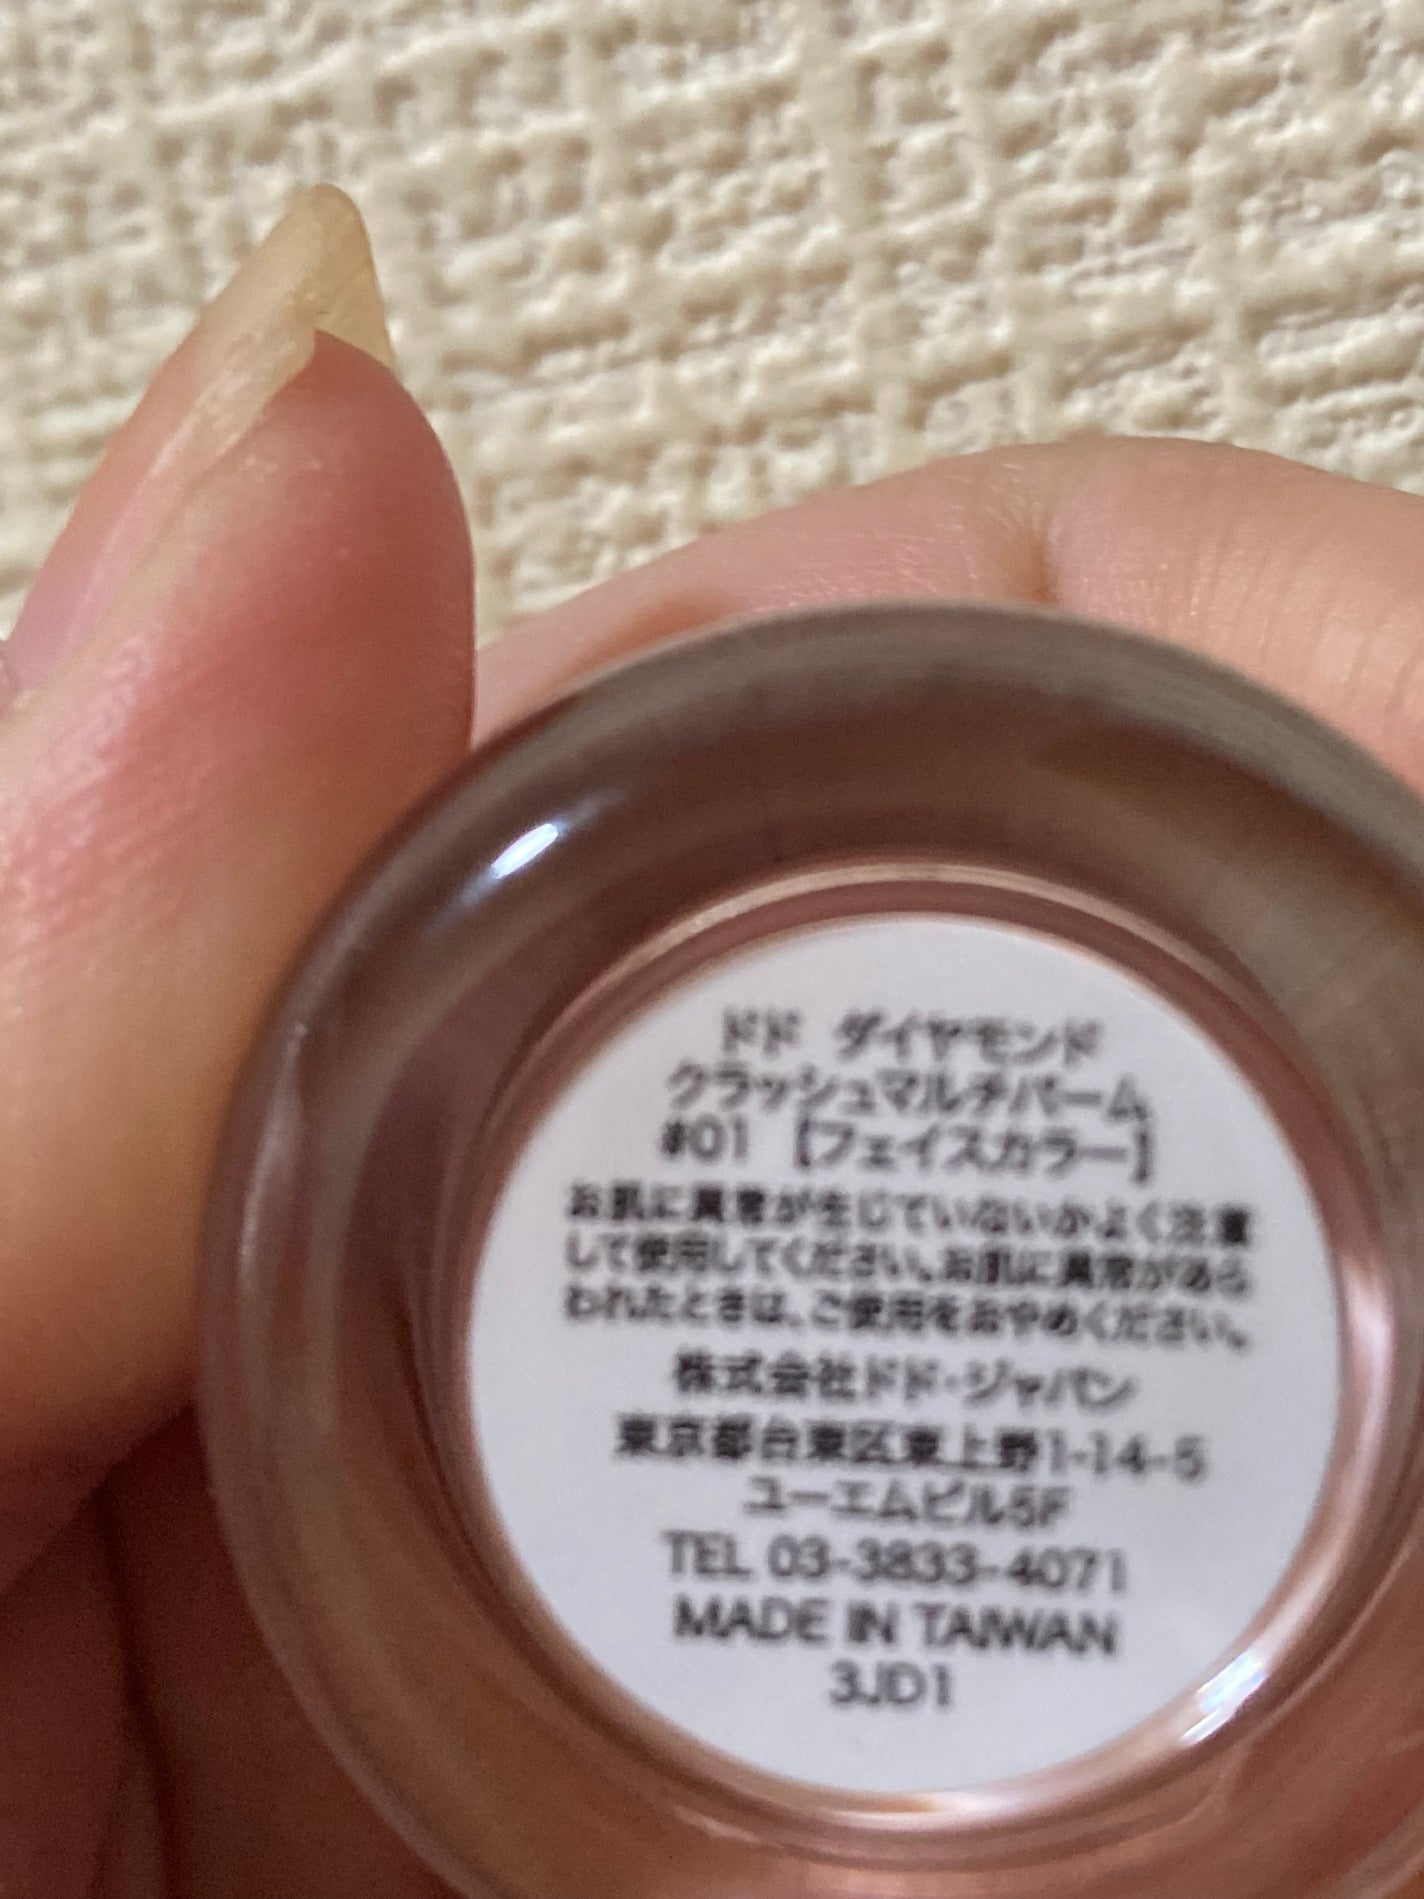 ドド ダイヤモンド
クラッシュマルチバーム
#01 【フェイスカラー】
お肌に異常が生じていないかよく注意
して使用してください。お肌に異常があら
われたときは、ご使用をおやめください。
株式会社ドド・ジャパン
東京都台東区東上野1-14-5
ユーエムビル5F
TEL 03-3833-4071
MADE IN TAIWAN
3JD1